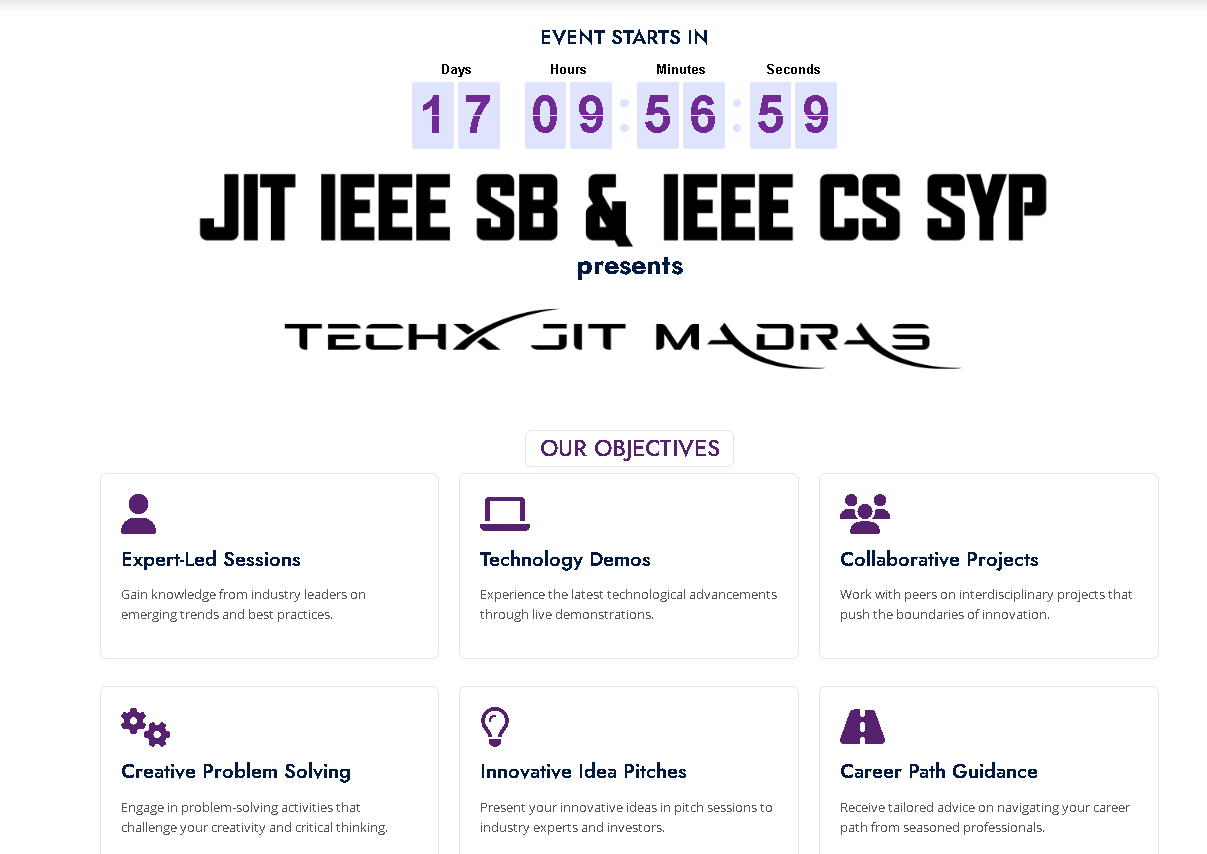 EVENT STARTS IN
Days Hours Minutes Seconds
17 09 : 56 : 59
JIT IEEE SB & IEEE CS SYP
presents
TECHX JIT MADRAS
OUR OBJECTIVES
Expert-Led Sessions
Gain knowledge from industry leaders on
emerging trends and best practices.
Technology Demos
Experience the latest technological advancements
through live demonstrations.
Collaborative Projects
Work with peers on interdisciplinary projects that
push the boundaries of innovation.
Creative Problem Solving
Engage in problem-solving activities that
challenge your creativity and critical thinking.
Innovative Idea Pitches
Present your innovative ideas in pitch sessions to
industry experts and investors.
Career Path Guidance
Receive tailored advice on navigating your career
path from seasoned professionals.